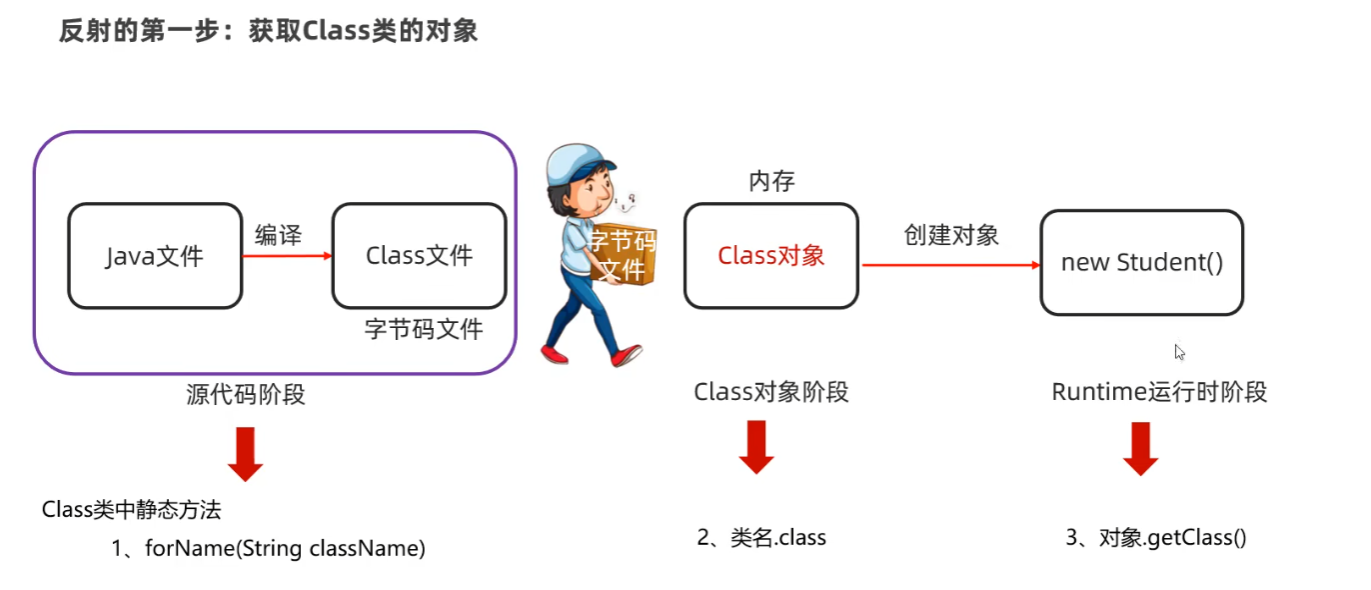 反射的第一步：获取Class类的对象
内存
Java文件
编译
Class文件
字节码
文件
Class对象
创建对象
new Student()
字节码文件
源代码阶段
Class对象阶段
Runtime运行时阶段
Class类中静态方法
1、forName(String className)
2、类名.class
3、对象.getClass()